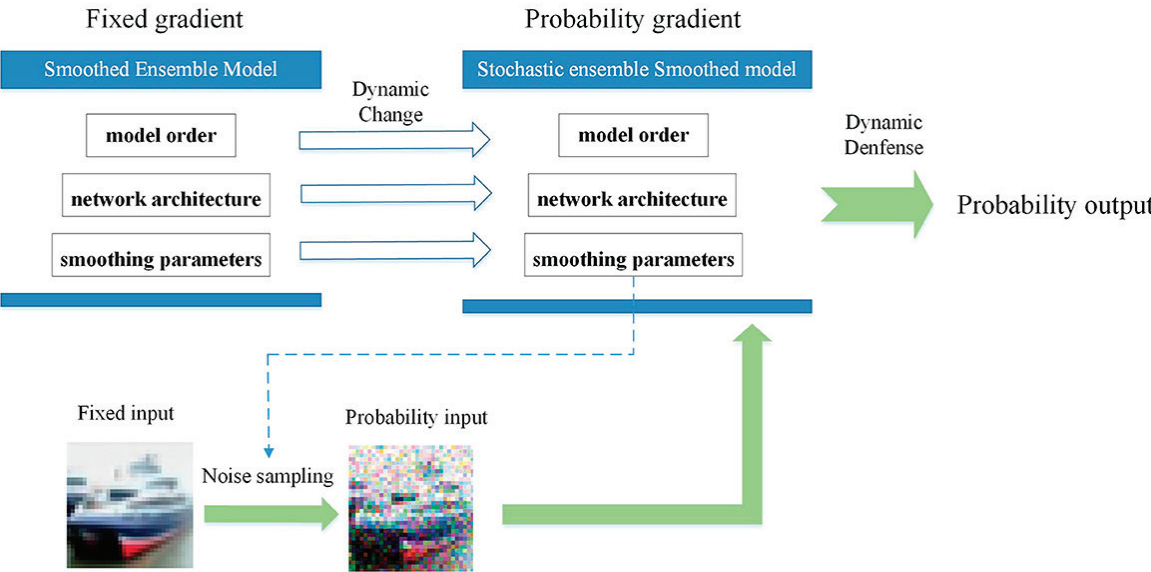 Fixed gradient
Probability gradient
Smoothed Ensemble Model
Stochastic ensemble Smoothed model
Dynamic
Change
Dynamic
Denfense
model order
model order
network architecture
network architecture
Probability output
smoothing parameters
smoothing parameters
Fixed input
Probability input
Noise sampling